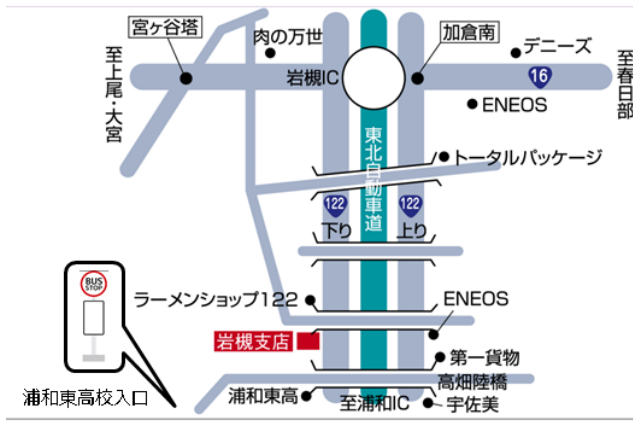 宮ヶ谷塔
肉の万世
加倉南
デニーズ
至上尾・大宮
岩槻IC
16
至春日部
ENEOS
東北自動車道
トータルパッケージ
122
122
下り
上り
BUS
STOP
ラーメンショップ122
ENEOS
岩槻支店
第一貨物
高畑陸橋
浦和東高校入口
浦和東高
至浦和IC
宇佐美